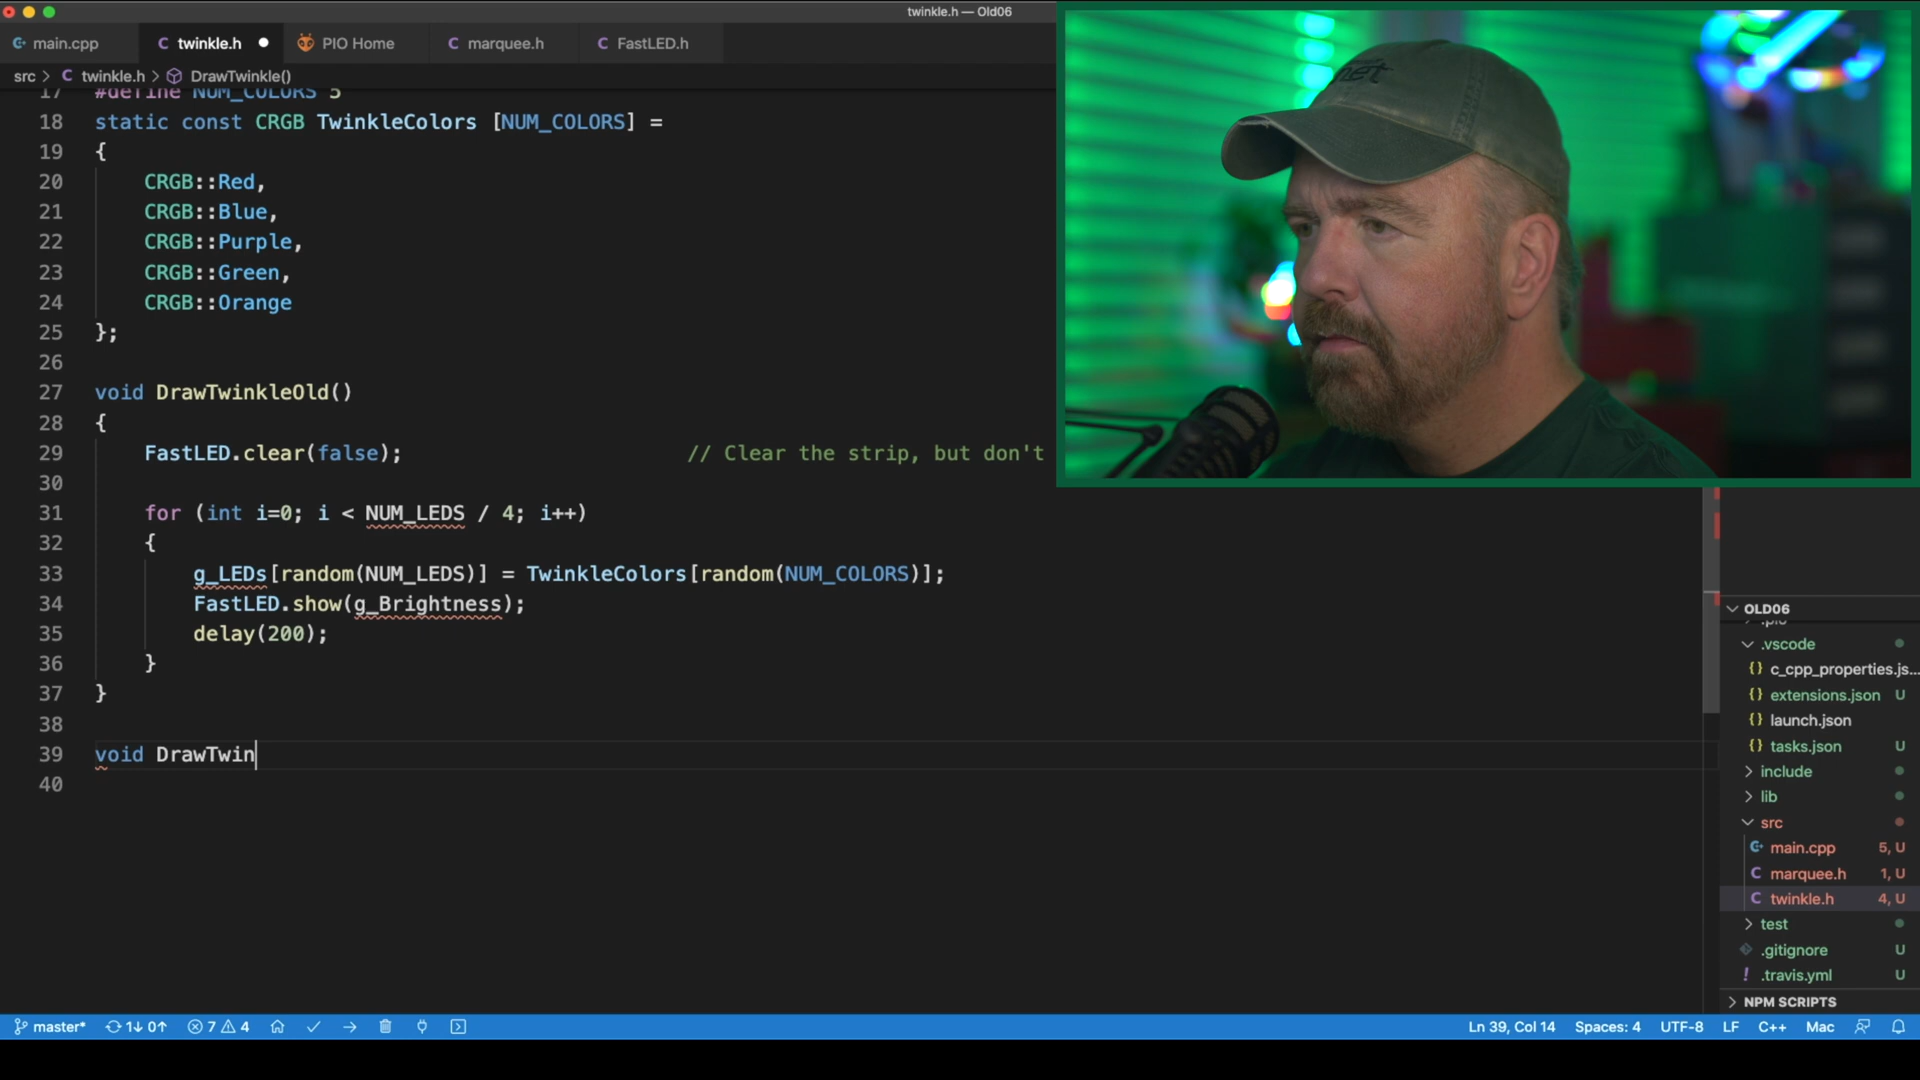 twinkle.h — Old06
main.cpp
twinkle.h
PIO Home
marquee.h
FastLED.h
src > twinkle.h > DrawTwinkle()
17 #define NUM_COLORS 5
18 static const CRGB TwinkleColors [NUM_COLORS] =
19 {
20 CRGB::Red,
21 CRGB::Blue,
22 CRGB::Purple,
23 CRGB::Green,
24 CRGB::Orange
25 };
26
27 void DrawTwinkleOld()
28 {
29 FastLED.clear(false); // Clear the strip, but don't
30
31 for (int i=0; i < NUM_LEDS / 4; i++)
32 {
33 g_LEDs[random(NUM_LEDS)] = TwinkleColors[random(NUM_COLORS)];
34 FastLED.show(g_Brightness);
35 delay(200);
36 }
37 }
38
39 void DrawTwin
40
net
OLD06
.pio
.vscode
c_cpp_properties.js...
extensions.json U
launch.json
tasks.json U
include
lib
src
main.cpp 5, U
marquee.h 1, U
twinkle.h 4, U
test
.gitignore U
.travis.yml U
NPM SCRIPTS
master* 1↓ 0↑ 7 4
Ln 39, Col 14 Spaces: 4 UTF-8 LF C++ Mac